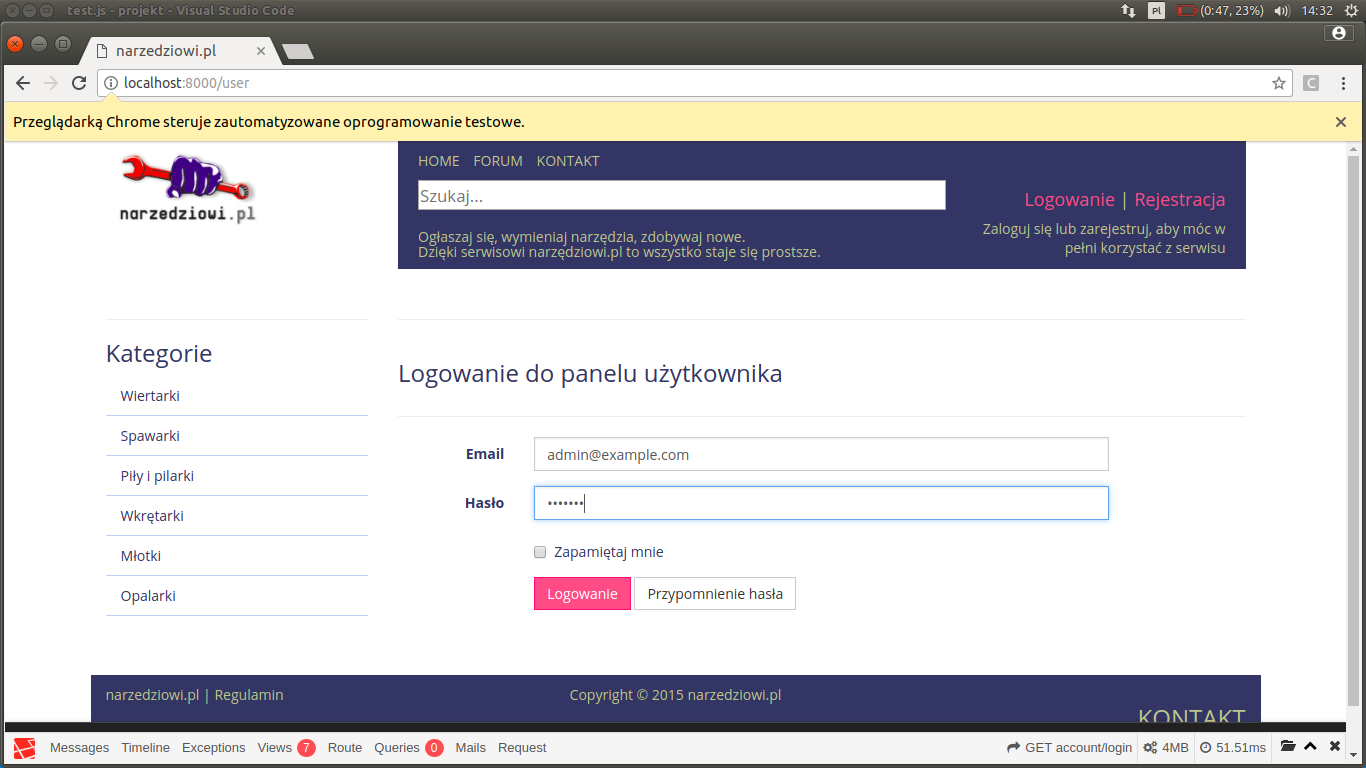 test.js - projekt - Visual Studio Code
Pl (0:47, 23%) 14:32
narzedziowi.pl
localhost:8000/user
C
Przeglądarką Chrome steruje zautomatyzowane oprogramowanie testowe.
narzedziowi.pl
HOME FORUM KONTAKT
Szukaj...
Logowanie | Rejestracja
Zaloguj się lub zarejestruj, aby móc w
pełni korzystać z serwisu
Ogłaszaj się, wymieniaj narzędzia, zdobywaj nowe.
Dzięki serwisowi narzędziowi.pl to wszystko staje się prostsze.
Kategorie
Wiertarki
Spawarki
Piły i pilarki
Wkrętarki
Młotki
Opalarki
Logowanie do panelu użytkownika
Email admin@example.com
Hasło •••••••
Zapamiętaj mnie
Logowanie Przypomnienie hasła
narzedziowi.pl | Regulamin
Copyright © 2015 narzedziowi.pl
KONTAKT
Messages Timeline Exceptions Views 7 Route Queries 0 Mails Request
GET account/login 4MB 51.51ms